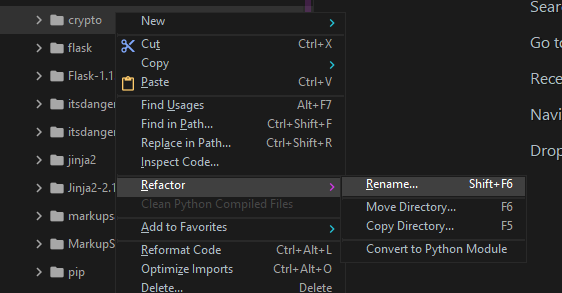 crypto
flask
Flask-1.1
itsdanger
itsdanger
jinja2
Jinja2-2.
markups
MarkupS
pip
New
Cut Ctrl+X
Copy
Paste Ctrl+V
Find Usages Alt+F7
Find in Path... Ctrl+Shift+F
Replace in Path... Ctrl+Shift+R
Inspect Code...
Refactor
Clean Python Compiled Files
Add to Favorites
Reformat Code Ctrl+Alt+L
Optimize Imports Ctrl+Alt+O
Delete... Delete
Rename... Shift+F6
Move Directory... F6
Copy Directory... F5
Convert to Python Module
Sear
Go to
Rece
Navi
Drop